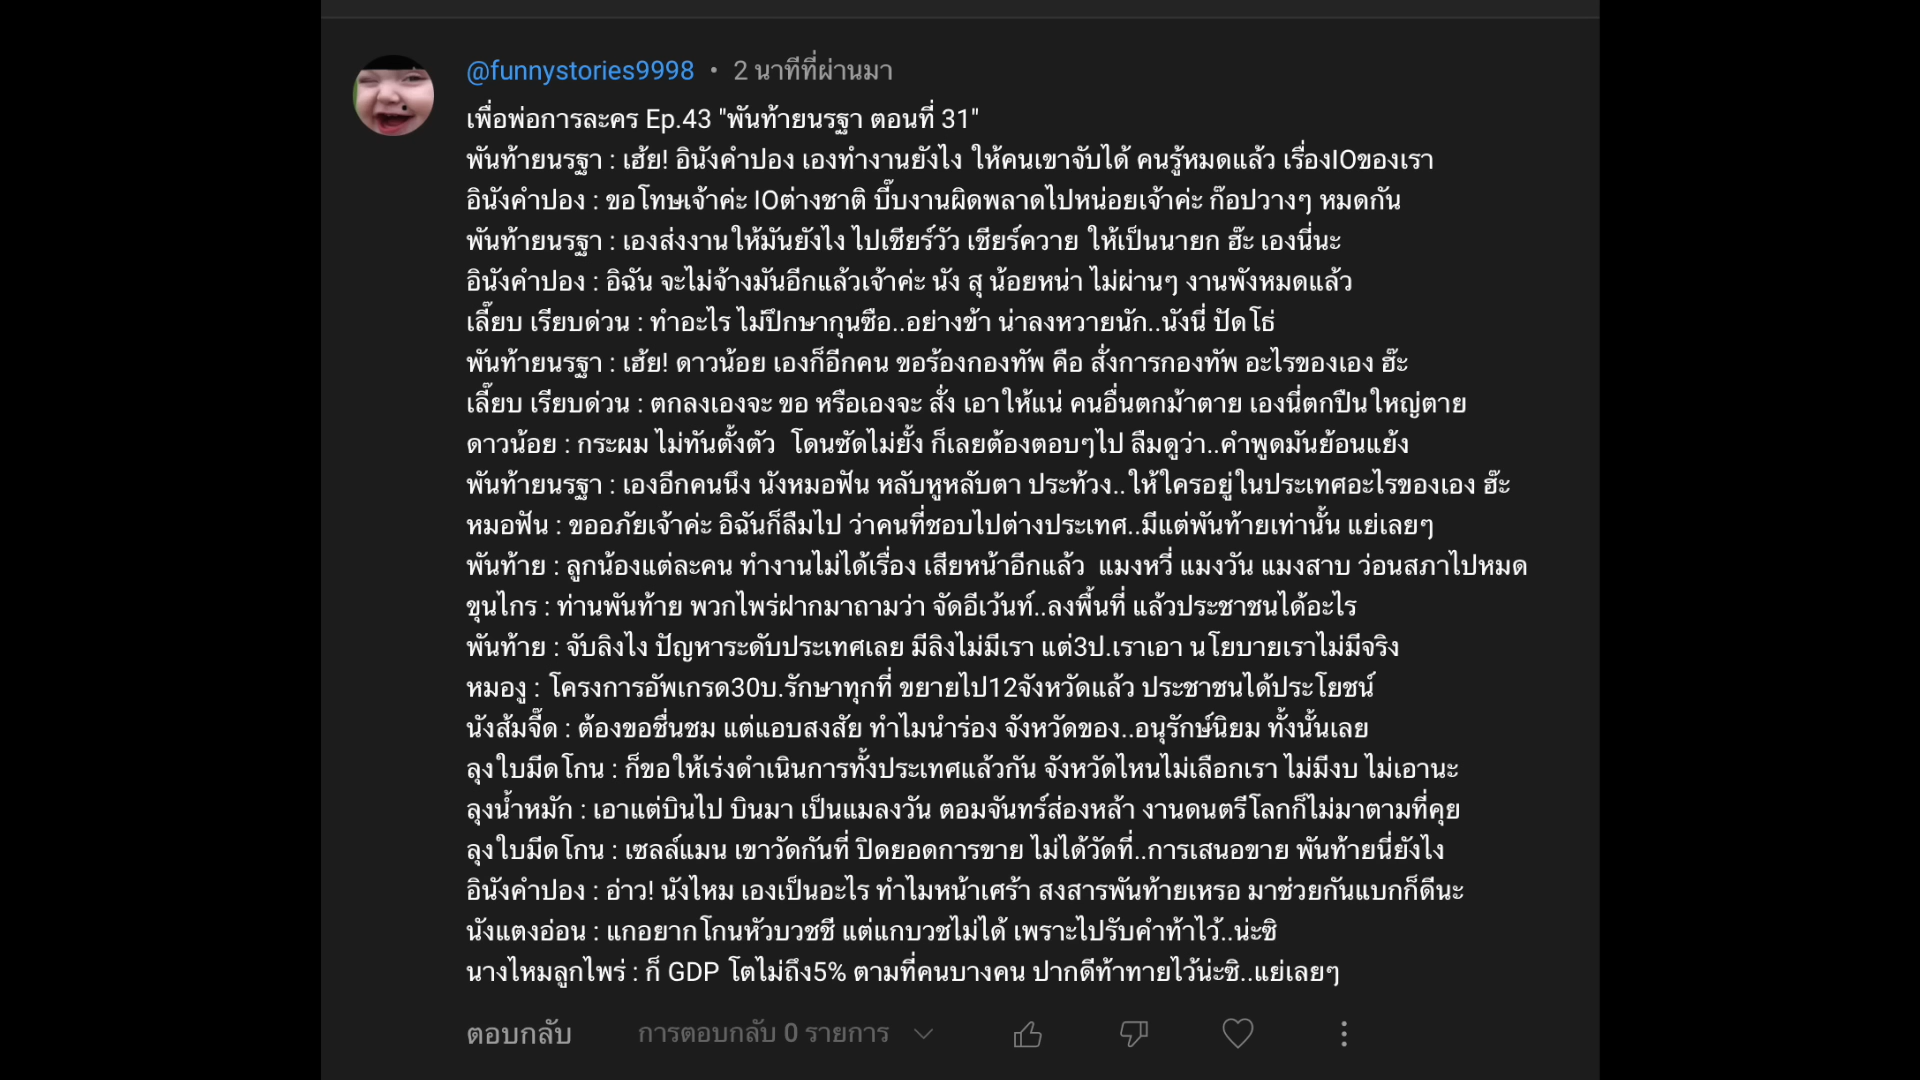 @funnystories9998 • 2 นาทีที่ผ่านมา
เพื่อพ่อการละคร Ep.43 "พันท้ายนรฐา ตอนที่ 31"
พันท้ายนรฐา : เฮ้ย! อินังคำปอง เองทำงานยังไง ให้คนเขาจับได้ คนรู้หมดแล้ว เรื่องIOของเรา
อินังคำปอง : ขอโทษเจ้าค่ะ IOต่างชาติ บี๊บงานผิดพลาดไปหน่อยเจ้าค่ะ ก๊อปวางๆ หมดกัน
พันท้ายนรฐา : เองส่งงานให้มันยังไง ไปเชียร์วัว เชียร์ควาย ให้เป็นนายก ฮ๊ะ เองนี่นะ
อินังคำปอง : อิฉัน จะไม่จ้างมันอีกแล้วเจ้าค่ะ นัง สุ น้อยหน่า ไม่ผ่านๆ งานพังหมดแล้ว
เลี๊ยบ เรียบด่วน : ทำอะไร ไม่ปึกษากุนซือ..อย่างข้า น่าลงหวายนัก..นังนี่ ปัดโธ่
พันท้ายนรฐา : เฮ้ย! ดาวน้อย เองก็อีกคน ขอร้องกองทัพ คือ สั่งการกองทัพ อะไรของเอง ฮ๊ะ
เลี๊ยบ เรียบด่วน : ตกลงเองจะ ขอ หรือเองจะ สั่ง เอาให้แน่ คนอื่นตกม้าตาย เองนี่ตกปืนใหญ่ตาย
ดาวน้อย : กระผม ไม่ทันตั้งตัว โดนซัดไม่ยั้ง ก็เลยต้องตอบๆไป ลืมดูว่า..คำพูดมันย้อนแย้ง
พันท้ายนรฐา : เองอีกคนนึง นังหมอฟัน หลับหูหลับตา ประท้วง..ให้ใครอยู่ในประเทศอะไรของเอง ฮ๊ะ
หมอฟัน : ขออภัยเจ้าค่ะ อิฉันก็ลืมไป ว่าคนที่ชอบไปต่างประเทศ..มีแต่พันท้ายเท่านั้น แย่เลยๆ
พันท้าย : ลูกน้องแต่ละคน ทำงานไม่ได้เรื่อง เสียหน้าอีกแล้ว แมงหวี่ แมงวัน แมงสาบ ว่อนสภาไปหมด
ขุนไกร : ท่านพันท้าย พวกไพร่ฝากมาถามว่า จัดอีเว้นท์..ลงพื้นที่ แล้วประชาชนได้อะไร
พันท้าย : จับลิงไง ปัญหาระดับประเทศเลย มีลิงไม่มีเรา แต่3ป.เราเอา นโยบายเราไม่มีจริง
หมองู : โครงการอัพเกรด30บ.รักษาทุกที่ ขยายไป12จังหวัดแล้ว ประชาชนได้ประโยชน์
นังส้มจี๊ด : ต้องขอชื่นชม แต่แอบสงสัย ทำไมนำร่อง จังหวัดของ..อนุรักษ์นิยม ทั้งนั้นเลย
ลุงใบมีดโกน : ก็ขอให้เร่งดำเนินการทั้งประเทศแล้วกัน จังหวัดไหนไม่เลือกเรา ไม่มีงบ ไม่เอานะ
ลุงน้ำหมัก : เอาแต่บินไป บินมา เป็นแมลงวัน ตอมจันทร์ส่องหล้า งานดนตรีโลกก็ไม่มาตามที่คุย
ลุงใบมีดโกน : เซลล์แมน เขาวัดกันที่ ปิดยอดการขาย ไม่ได้วัดที่..การเสนอขาย พันท้ายนี่ยังไง
อินังคำปอง : อ่าว! นังไหม เองเป็นอะไร ทำไมหน้าเศร้า สงสารพันท้ายเหรอ มาช่วยกันแบกก็ดีนะ
นังแตงอ่อน : แกอยากโกนหัวบวชชี แต่แกบวชไม่ได้ เพราะไปรับคำท้าไว้..น่ะซิ
นางไหมลูกไพร่ : ก็ GDP โตไม่ถึง5% ตามที่คนบางคน ปากดีท้าทายไว้น่ะซิ..แย่เลยๆ
ตอบกลับ การตอบกลับ 0 รายการ